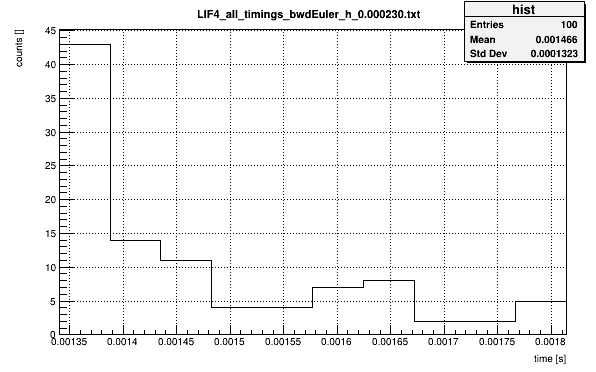 LIF4_all_timings_bwdEuler_h_0.000230.txt
hist
Entries 100
Mean 0.001466
Std Dev 0.0001323
counts []
45
40
35
30
25
20
15
10
5
0
0.00135 0.0014 0.00145 0.0015 0.00155 0.0016 0.00165 0.0017 0.00175 0.0018
time [s]